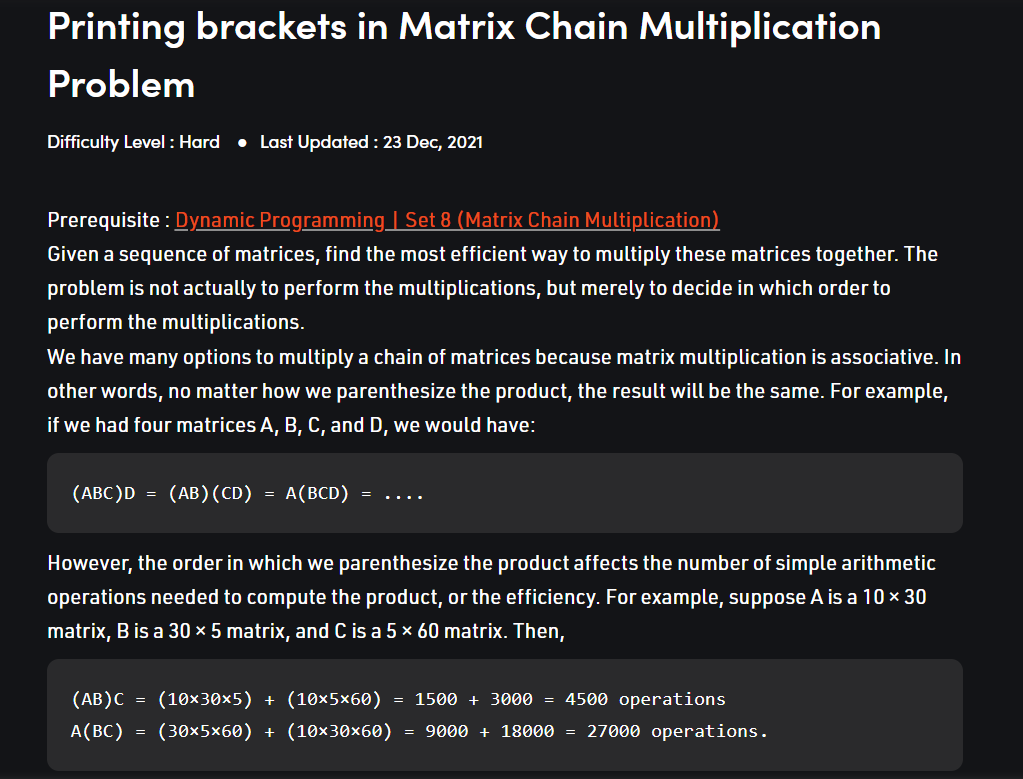 Printing brackets in Matrix Chain Multiplication
Problem
Difficulty Level : Hard ● Last Updated : 23 Dec, 2021
Prerequisite : Dynamic Programming | Set 8 (Matrix Chain Multiplication)
Given a sequence of matrices, find the most efficient way to multiply these matrices together. The
problem is not actually to perform the multiplications, but merely to decide in which order to
perform the multiplications.
We have many options to multiply a chain of matrices because matrix multiplication is associative. In
other words, no matter how we parenthesize the product, the result will be the same. For example,
if we had four matrices A, B, C, and D, we would have:
(ABC)D = (AB)(CD) = A(BCD) = ....
However, the order in which we parenthesize the product affects the number of simple arithmetic
operations needed to compute the product, or the efficiency. For example, suppose A is a 10 × 30
matrix, B is a 30 × 5 matrix, and C is a 5 × 60 matrix. Then,
(AB)C = (10×30×5) + (10×5×60) = 1500 + 3000 = 4500 operations
A(BC) = (30×5×60) + (10×30×60) = 9000 + 18000 = 27000 operations.